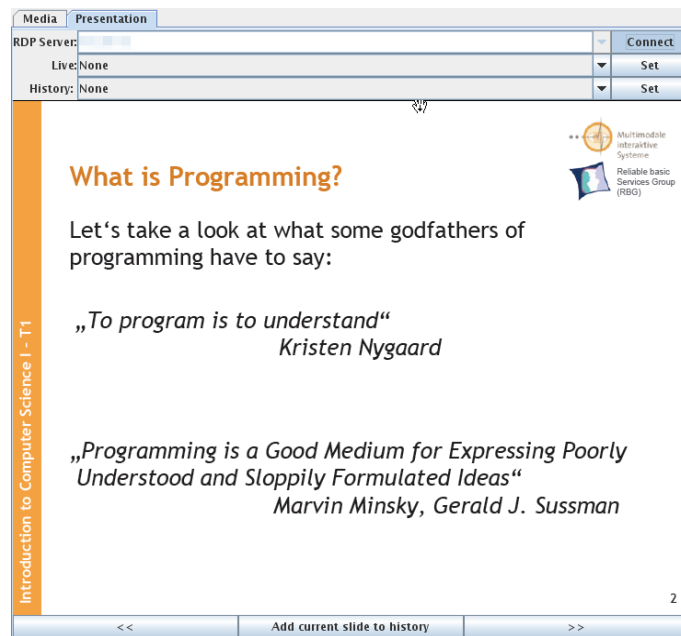 Media Presentation
RDP Server: Connect
Live: None Set
History: None Set
Multimodale
interaktive
Systeme
Reliable basic
Services Group
(RBG)
What is Programming?
Let‘s take a look at what some godfathers of
programming have to say:
„To program is to understand“
Kristen Nygaard
„Programming is a Good Medium for Expressing Poorly
Understood and Sloppily Formulated Ideas“
Marvin Minsky, Gerald J. Sussman
Introduction to Computer Science I - T1
2
<< Add current slide to history >>